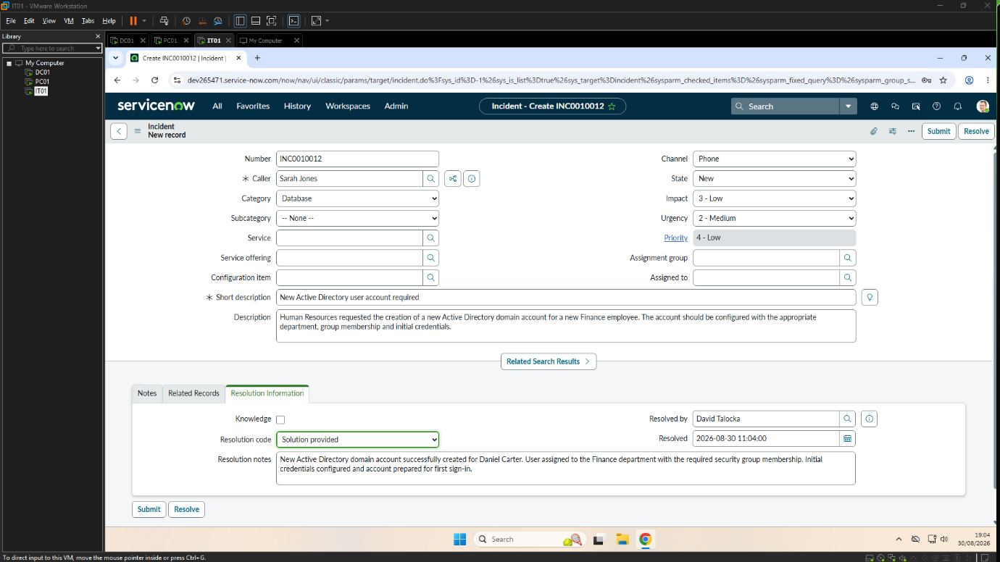 IT01 - VMware Workstation
File Edit View VM Tabs Help
Library
Type here to search
My Computer
DC01
PC01
IT01
DC01 PC01 IT01 My Computer
Create INC0010012 | Incident |
dev265471.service-now.com/now/nav/ui/classic/params/target/incident.do%3Fsys_id%3D-1%26sys_is_list%3Dtrue%26sys_target%3Dincident%26sysparm_checked_items%3D%26sysparm_fixed_query%3D%26sysparm_group_s...
servicenow All Favorites History Workspaces Admin Incident - Create INC0010012 Search
Incident
New record
Submit Resolve
Number INC0010012 Channel Phone
Caller Sarah Jones State New
Category Database Impact 3 - Low
Subcategory -- None -- Urgency 2 - Medium
Service Priority 4 - Low
Service offering Assignment group
Configuration item Assigned to
Short description New Active Directory user account required
Description Human Resources requested the creation of a new Active Directory domain account for a new Finance employee. The account should be configured with the appropriate
department, group membership and initial credentials.
Related Search Results
Notes Related Records Resolution Information
Knowledge Resolved by David Talocka
Resolution code Solution provided Resolved 2026-08-30 11:04:00
Resolution notes New Active Directory domain account successfully created for Daniel Carter. User assigned to the Finance department with the required security group membership. Initial
credentials configured and account prepared for first sign-in.
Submit Resolve
Search
19:04
30/08/2026
To direct input to this VM, move the mouse pointer inside or press Ctrl+G.